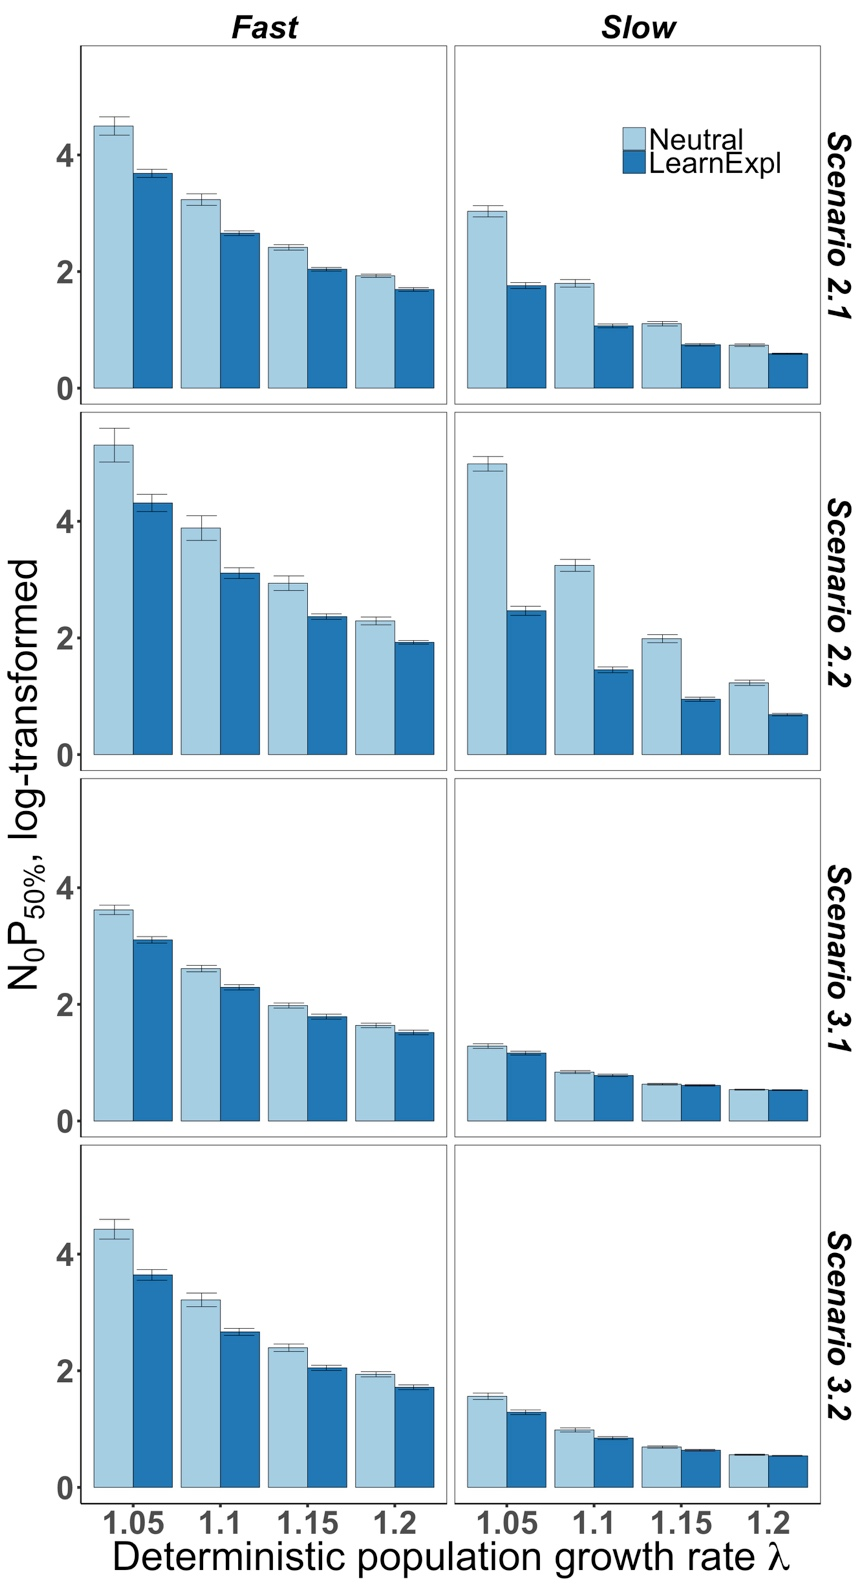 Fast
Slow
Neutral
LearnExpl
4
2
0
Scenario 2.1
4
2
0
Scenario 2.2
N0P50%, log-transformed
4
2
0
Scenario 3.1
4
2
0
Scenario 3.2
1.05 1.1 1.15 1.2
1.05 1.1 1.15 1.2
Deterministic population growth rate λ